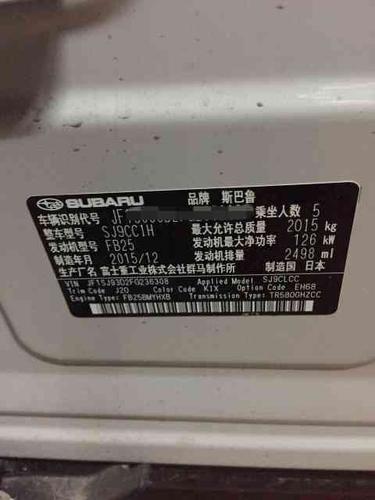 SUBARU 品牌 斯巴鲁
车辆识别代号 乘坐人数 5
整车型号 SJ9CC1H 最大允许总质量 2015 kg
发动机型号 FB25 发动机最大净功率 126 kW
制造年月 2015/12 发动机排量 2498 ml
生产厂名 富士重工业株式会社群马制作所 制造国 日本
VIN JF1SJ93D2FG236308 Applied Model SJ9CLCC
Trim Code J20 Color Code K1X Option Code EH68
Engine Type FB25BMYHXB Transmission Type TR580GHZCC